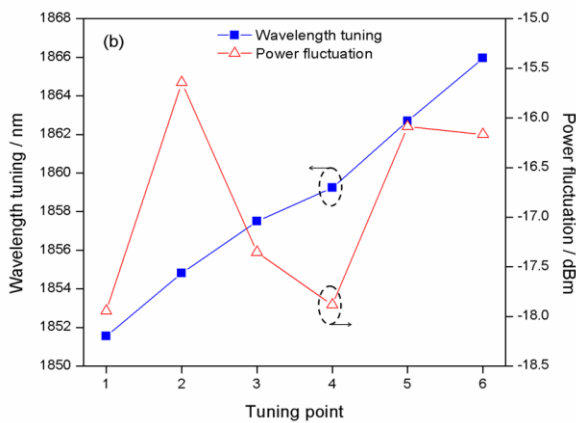 (b)
Wavelength tuning
Power fluctuation
Wavelength tuning / nm
1868
1866
1864
1862
1860
1858
1856
1854
1852
1850
-15.0
-15.5
-16.0
-16.5
-17.0
-17.5
-18.0
-18.5
Power fluctuation / dBm
1 2 3 4 5 6
Tuning point